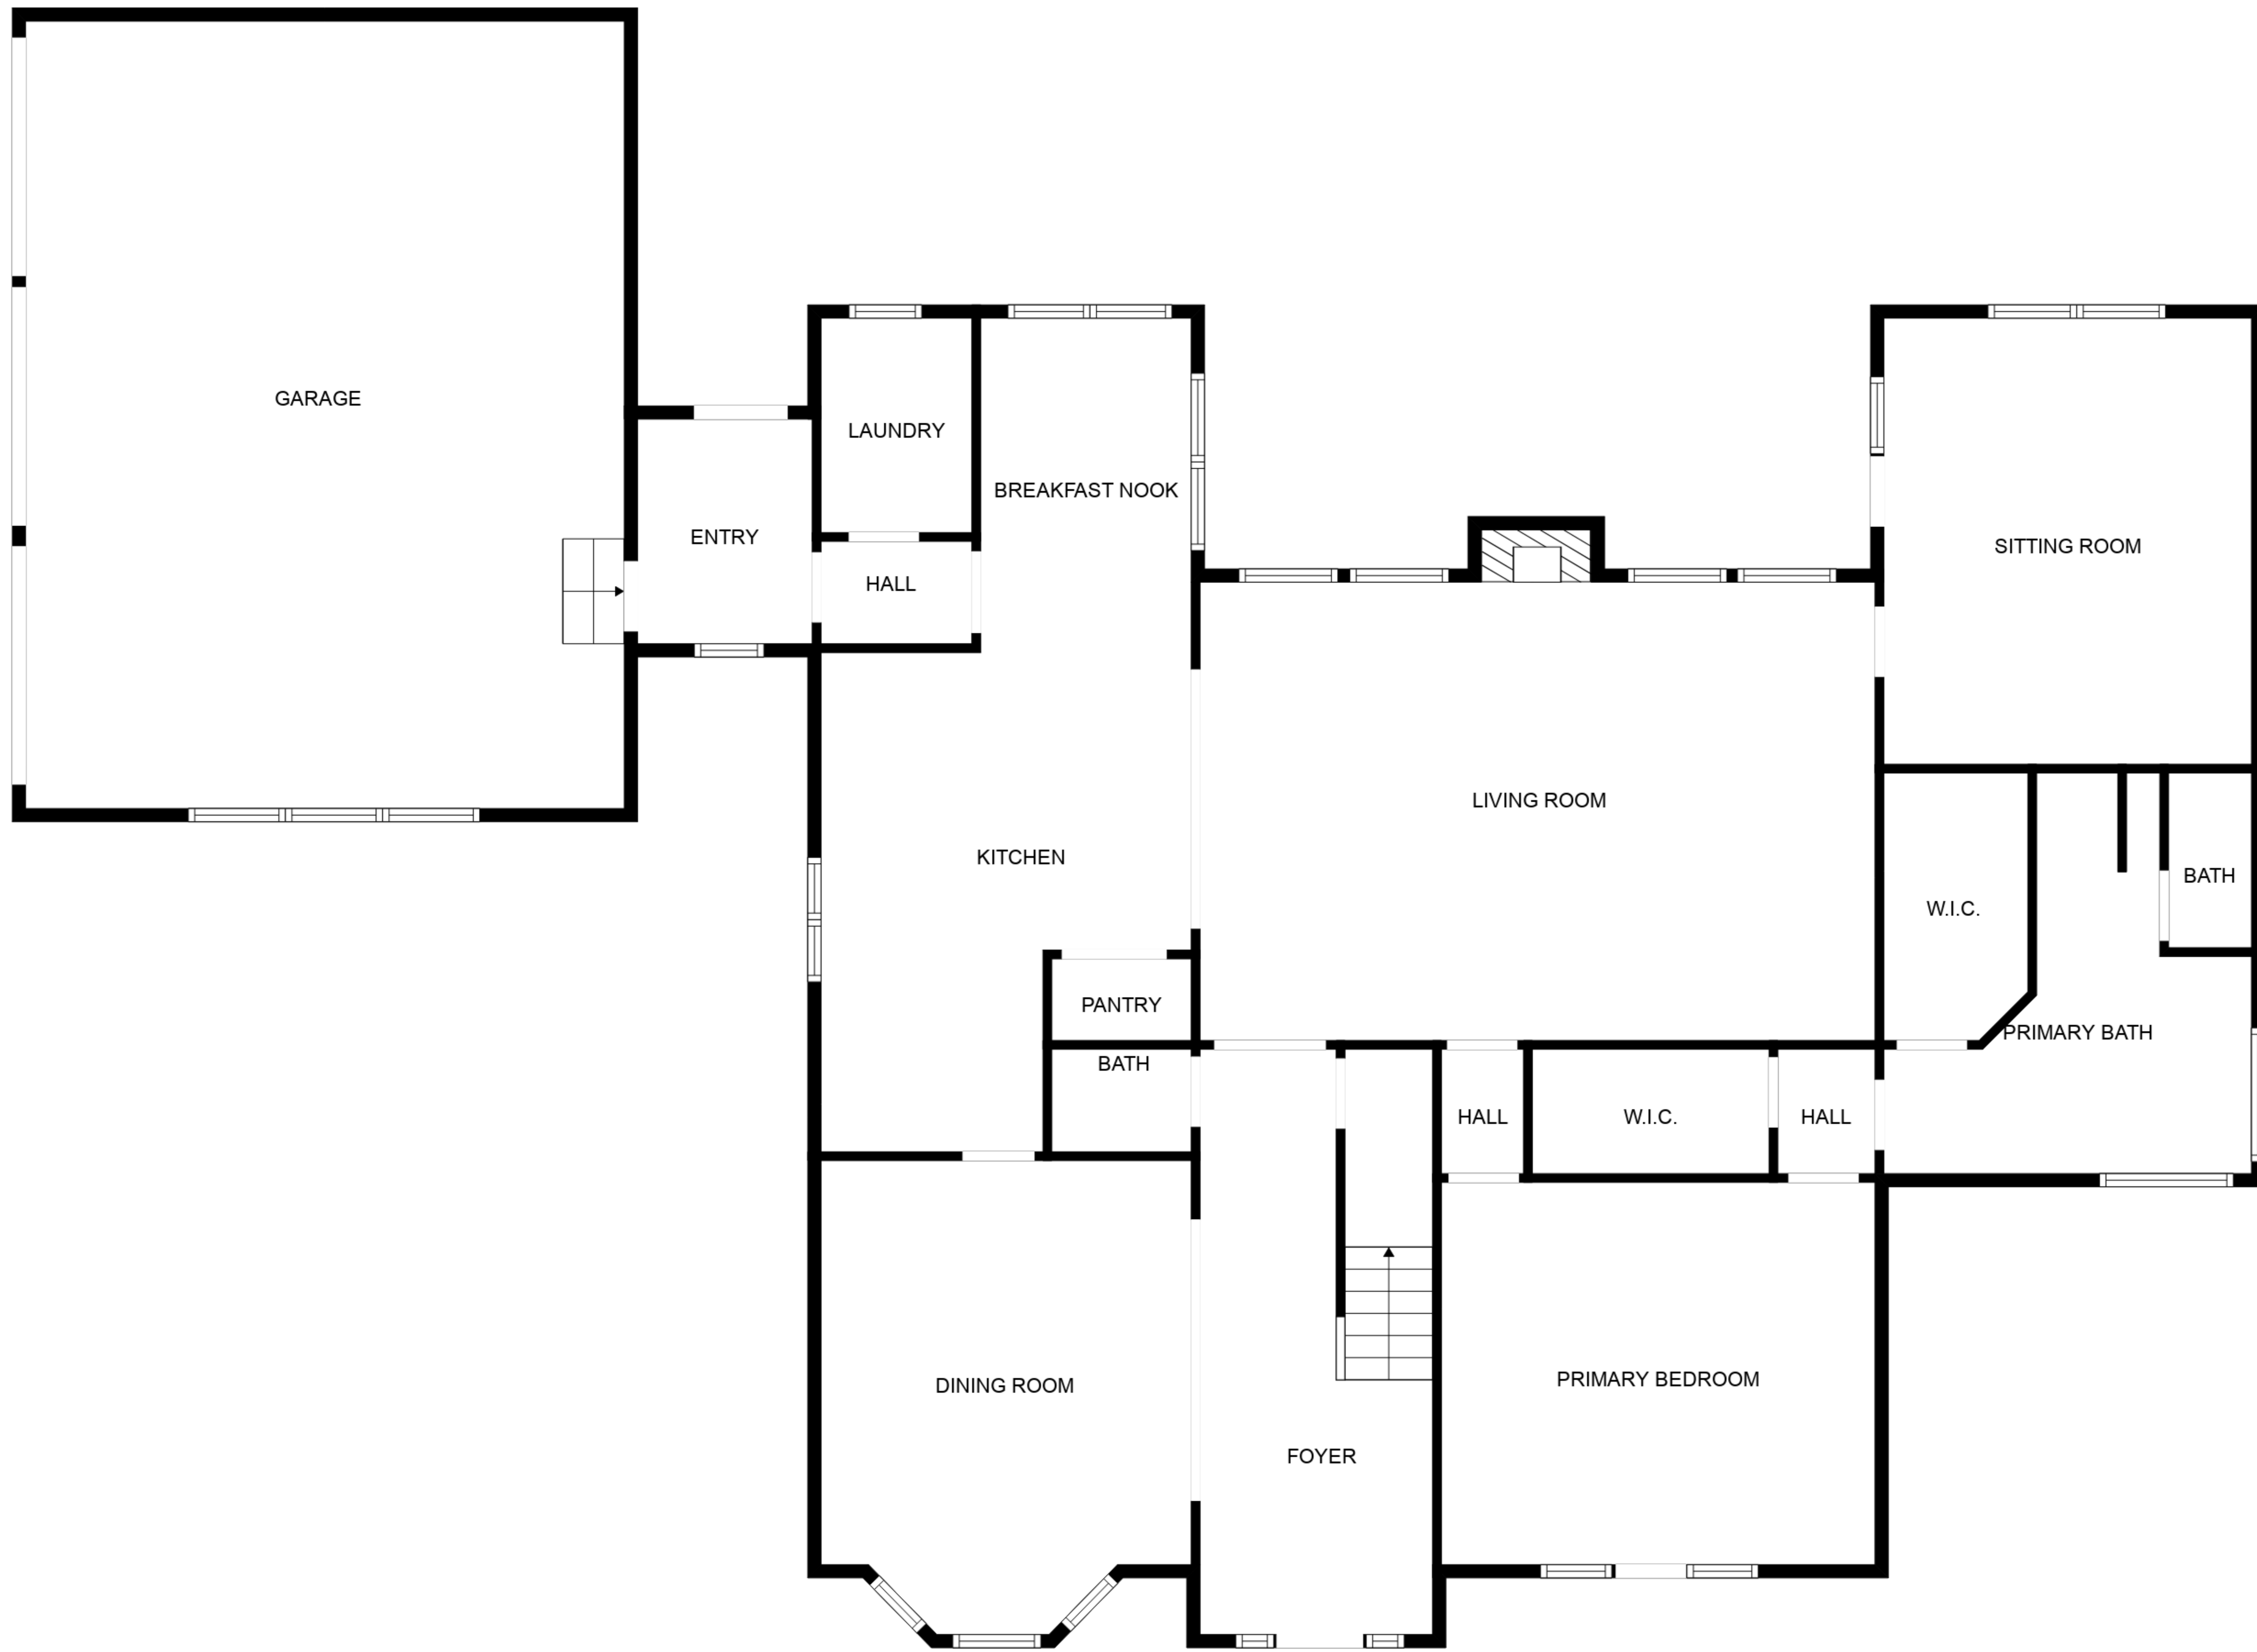 GARAGE
LAUNDRY
BREAKFAST NOOK
ENTRY
SITTING ROOM
HALL
LIVING ROOM
KITCHEN
BATH
W.I.C.
PANTRY
PRIMARY BATH
BATH
HALL
W.I.C.
HALL
PRIMARY BEDROOM
DINING ROOM
FOYER